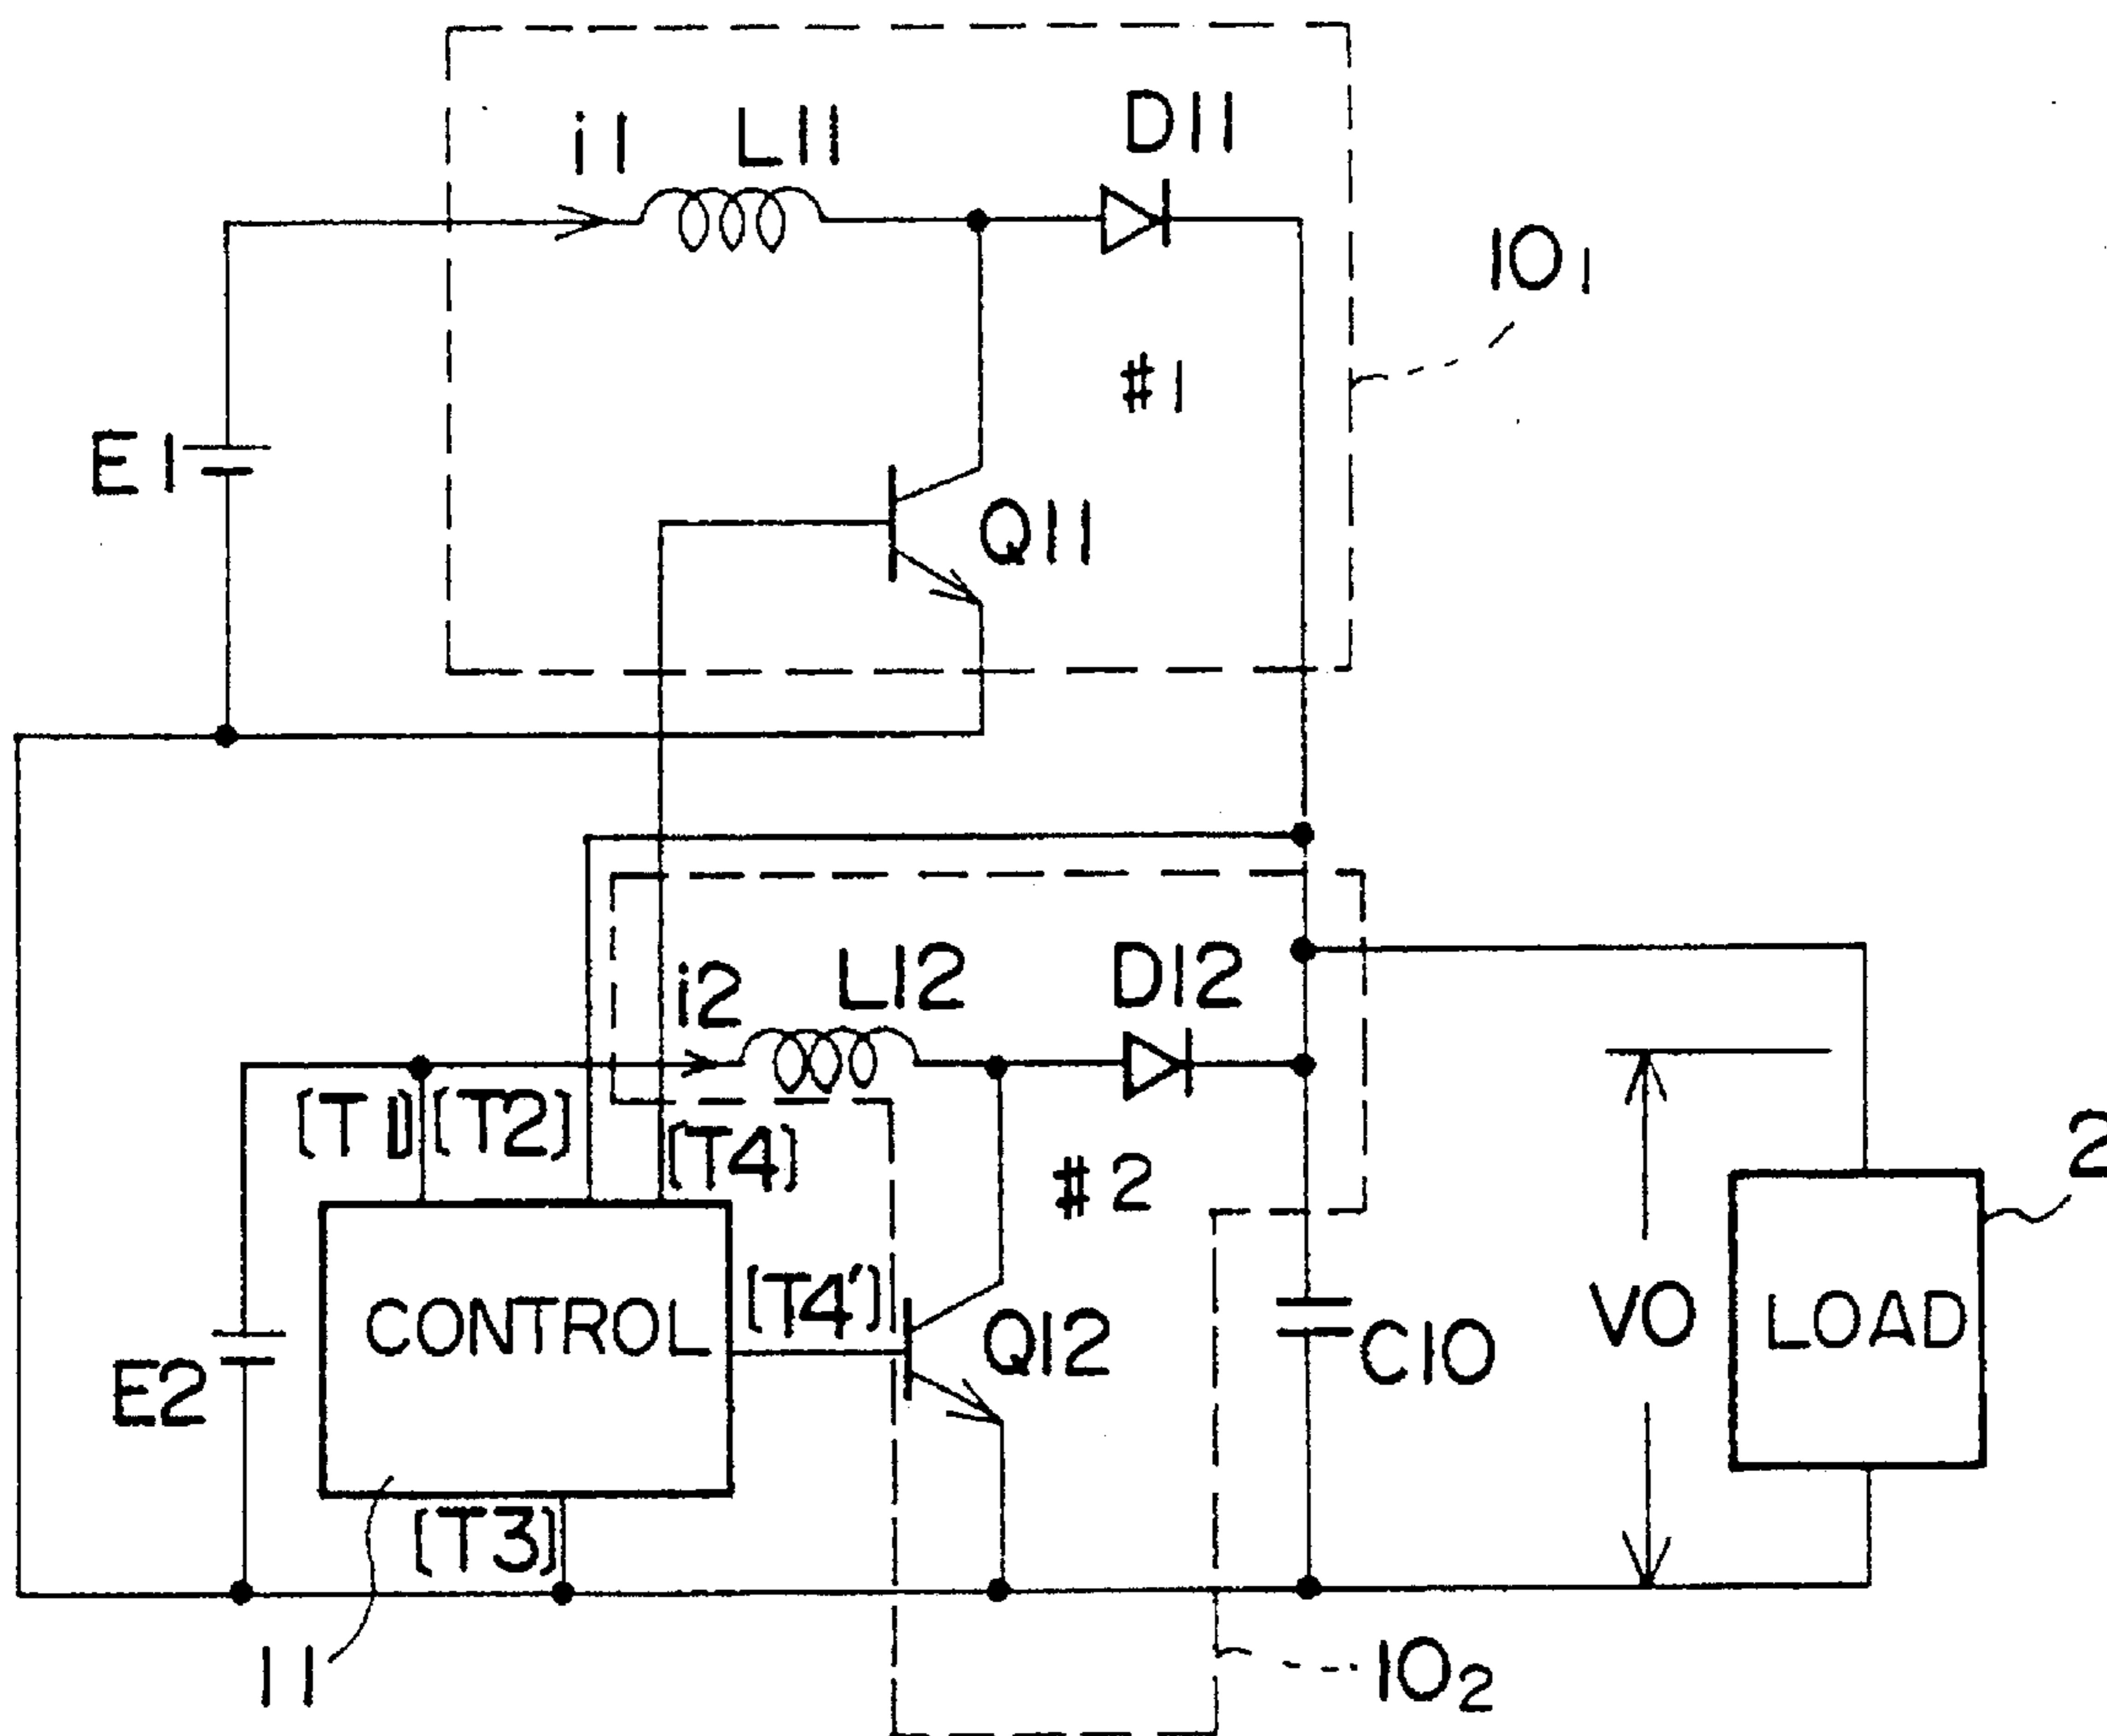 i1
L11
D11
10₁
#1
E1
Q11
i2
L12
D12
(T1)
(T2)
(T4)
#2
2
CONTROL
(T4')
Q12
C10
VO
LOAD
E2
(T3)
11
10₂